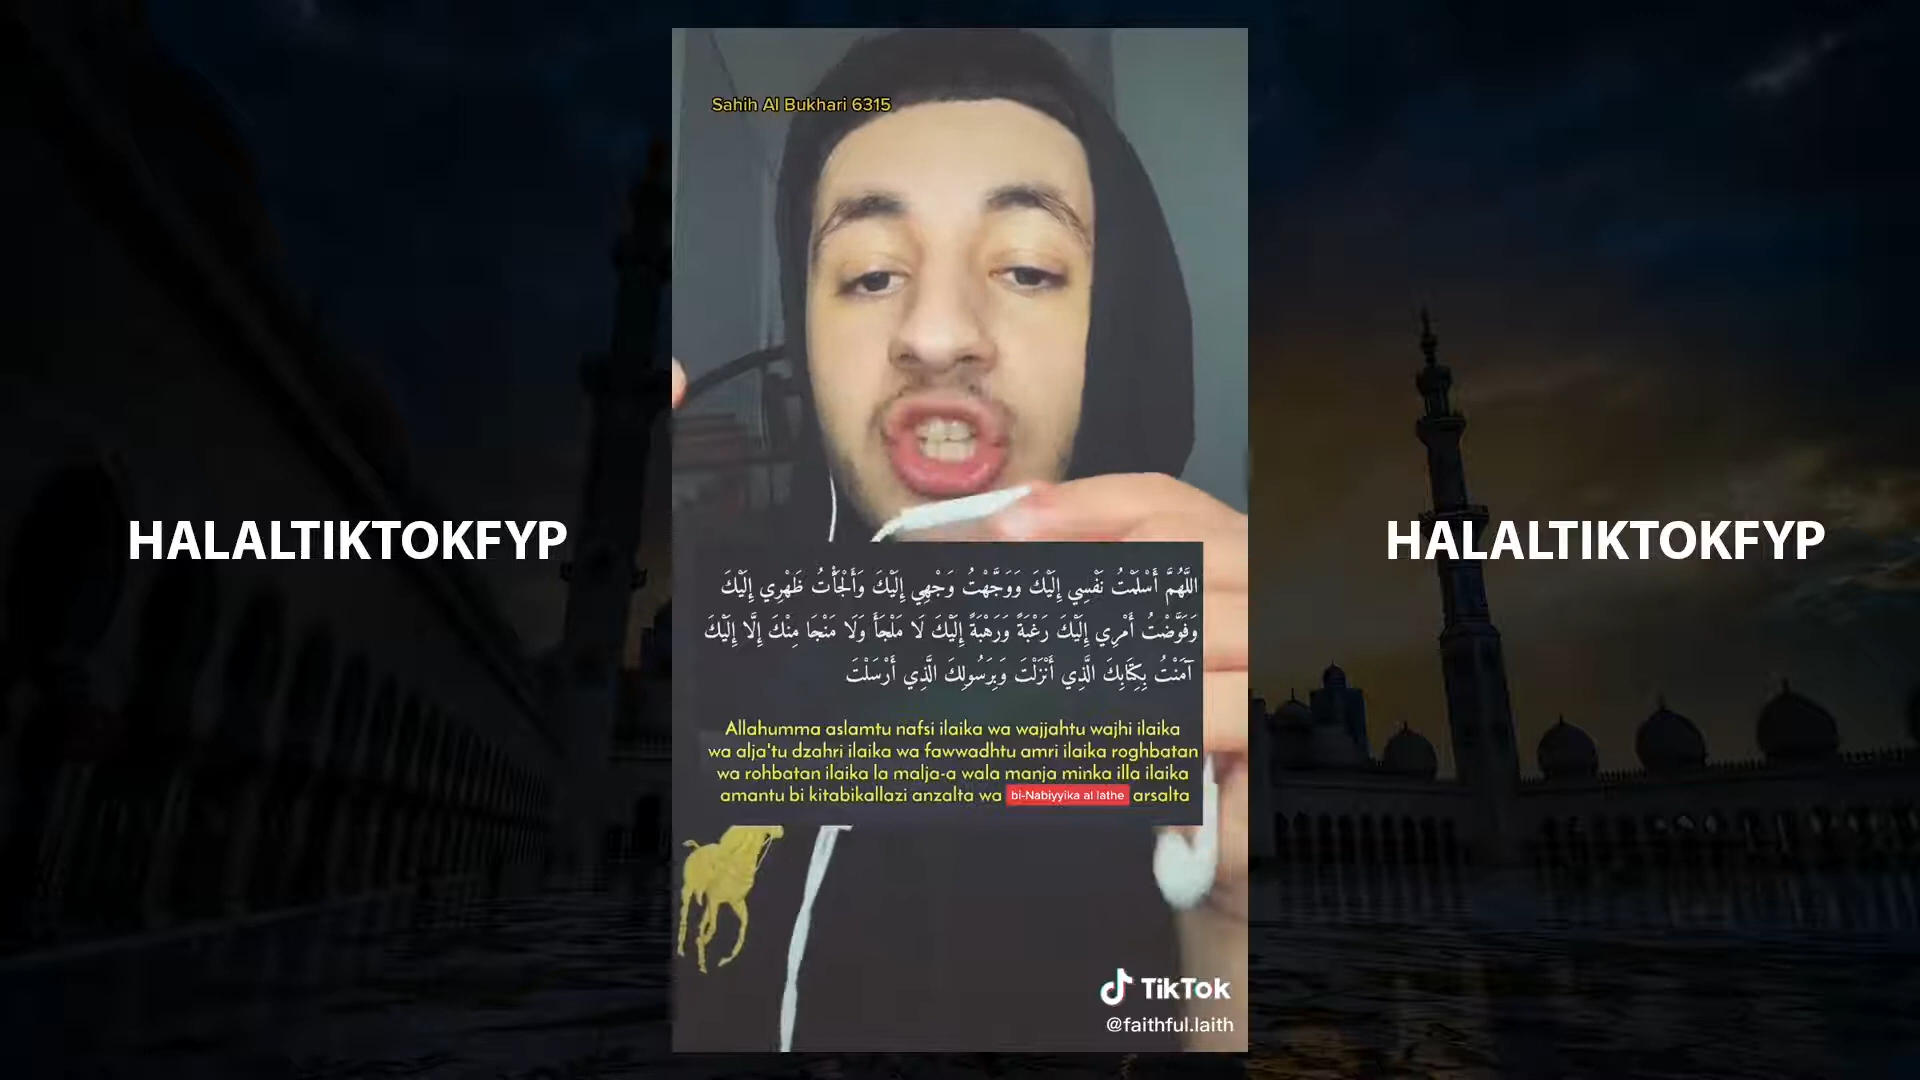 Sahih Al Bukhari 6315
HALALTIKTOKFYP
HALALTIKTOKFYP
اللَّهُمَّ أَسْلَمْتُ نَفْسِي إِلَيْكَ وَوَجَّهْتُ وَجْهِي إِلَيْكَ وَأَلْجَأْتُ ظَهْرِي إِلَيْكَ
وَفَوَّضْتُ أَمْرِي إِلَيْكَ رَغْبَةً وَرَهْبَةً إِلَيْكَ لَا مَلْجَأَ وَلَا مَنْجَا مِنْكَ إِلَّا إِلَيْكَ
آمَنْتُ بِكِتَابِكَ الَّذِي أَنْزَلْتَ وَبِرَسُولِكَ الَّذِي أَرْسَلْتَ
Allahumma aslamtu nafsi ilaika wa wajjahtu wajhi ilaika
wa alja'tu dzahri ilaika wa fawwadhtu amri ilaika roghbatan
wa rohbatan ilaika la malja-a wala manja minka illa ilaika
amantu bi kitabikallazi anzalta wa bi-Nabiyyika al lathe arsalta
TikTok
@faithful.laith